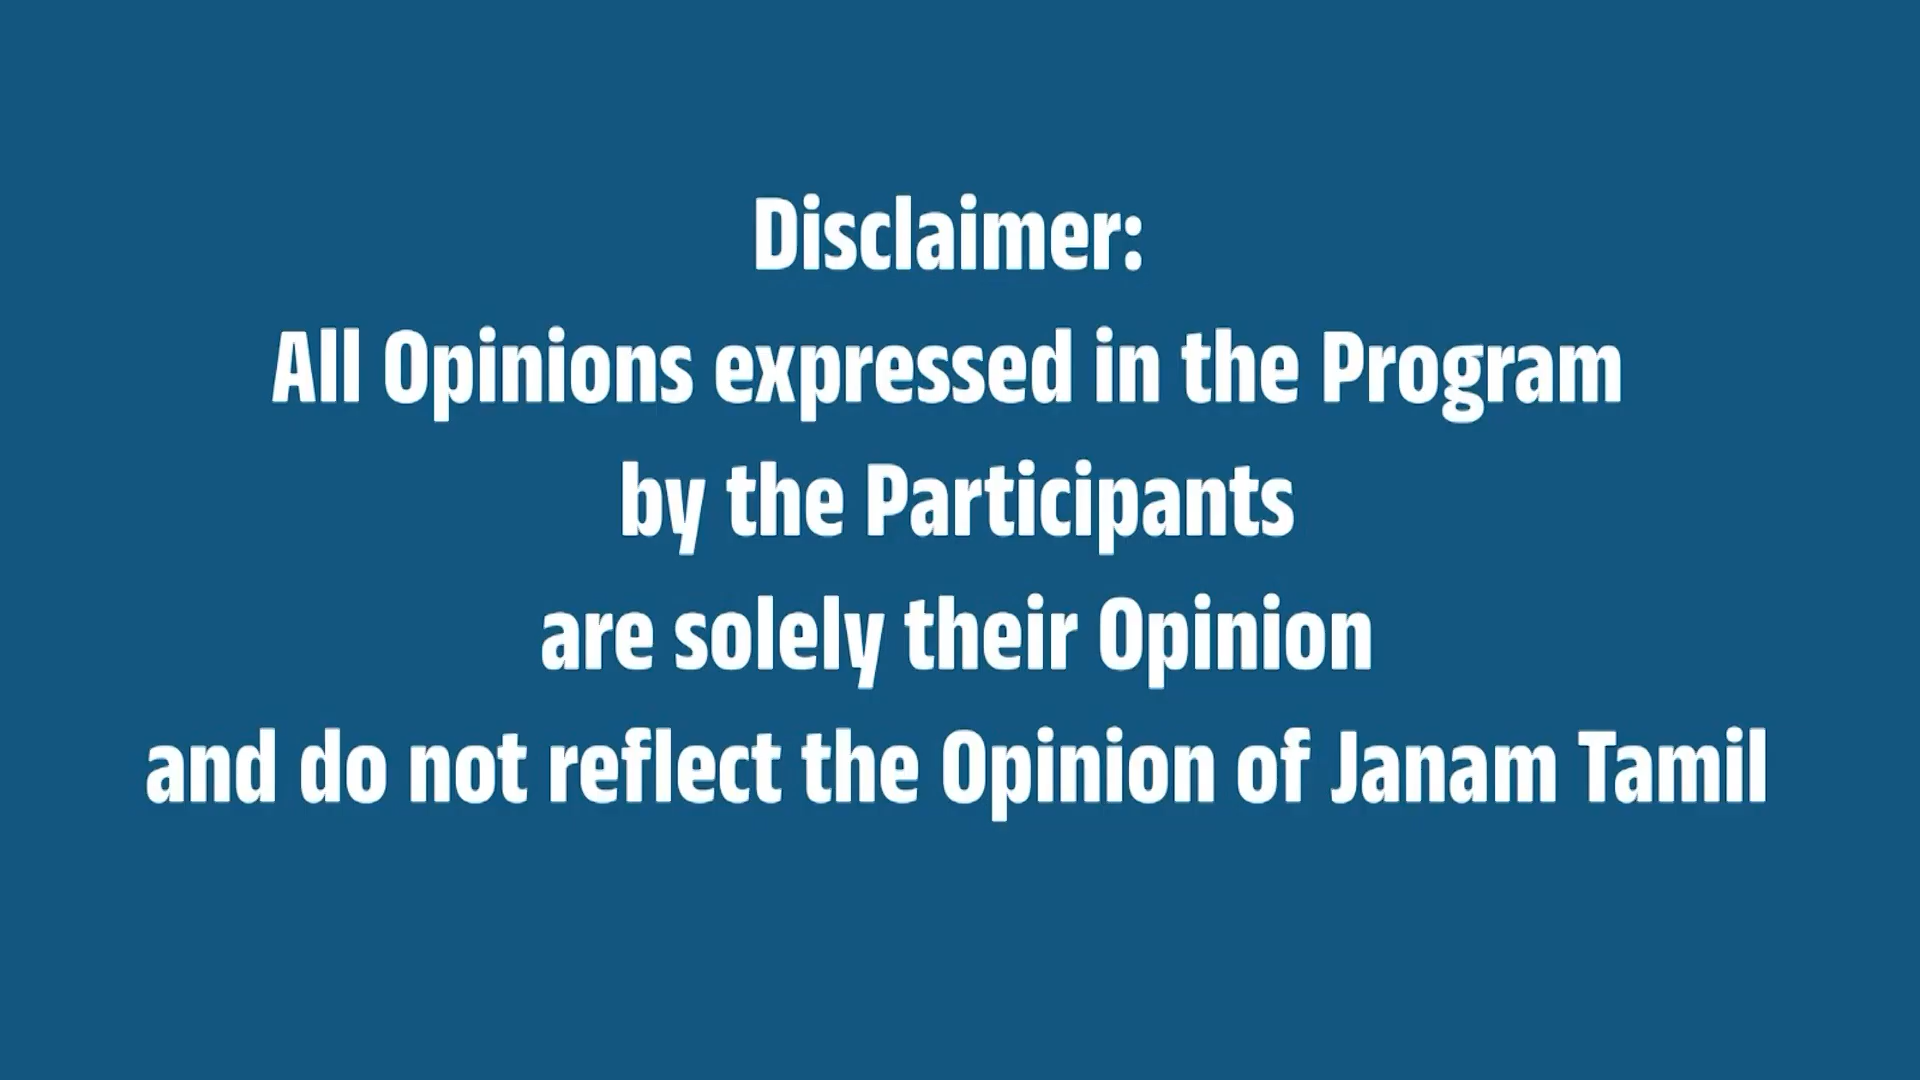 Disclaimer:
All Opinions expressed in the Program
by the Participants
are solely their Opinion
and do not reflect the Opinion of Janam Tamil